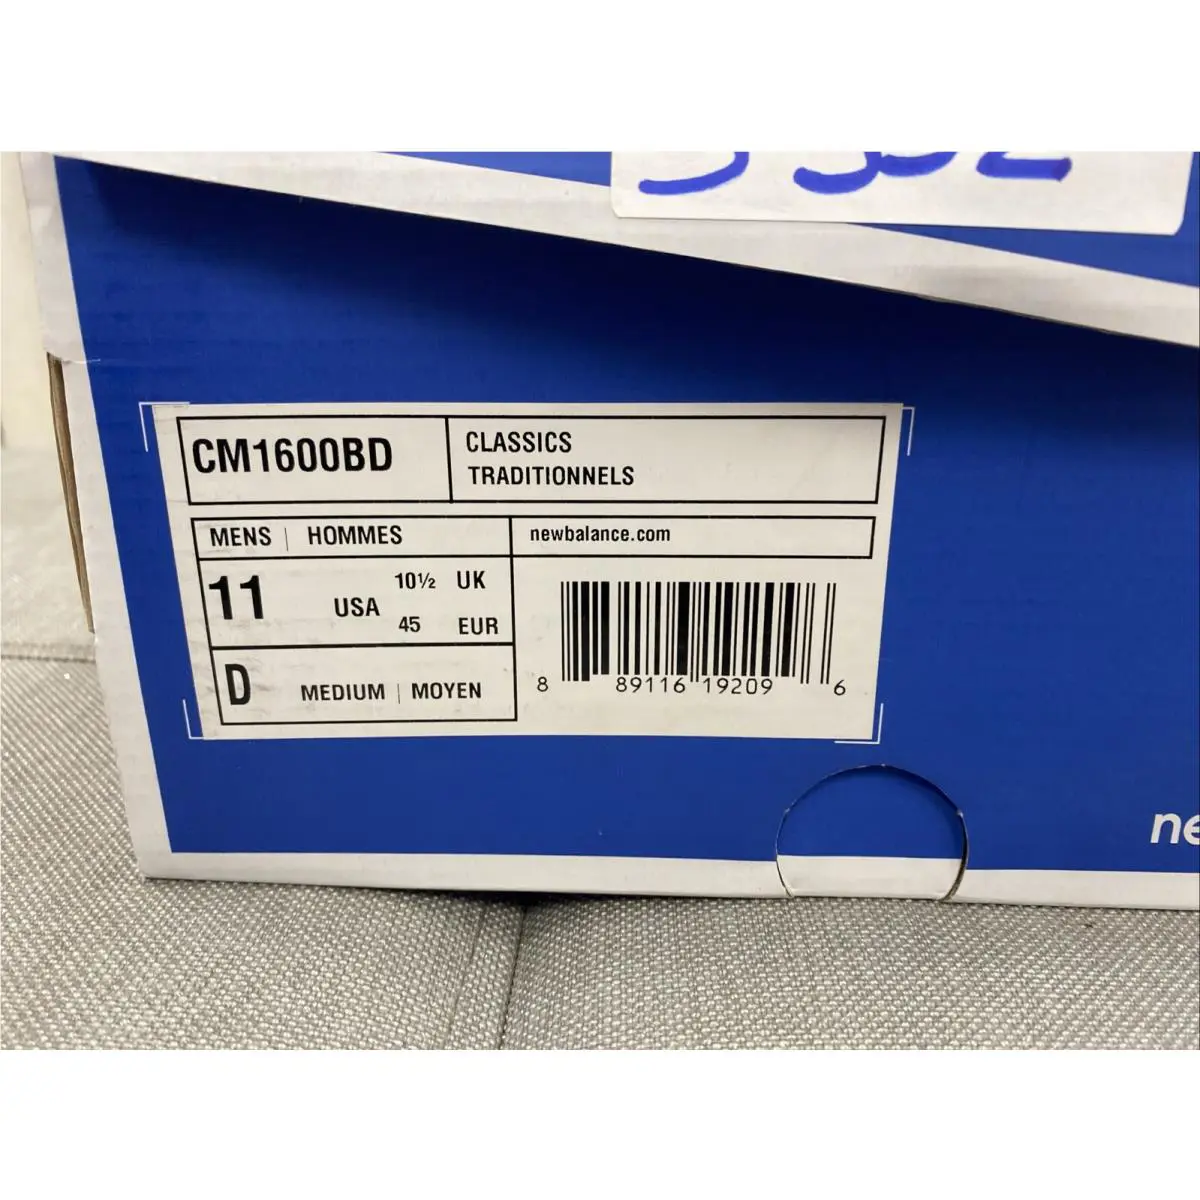 CM1600BD
CLASSICS
TRADITIONNELS
MENS | HOMMES
newbalance.com
11 USA 10½ UK
45 EUR
D MEDIUM | MOYEN
8 89116 19209 6
ne